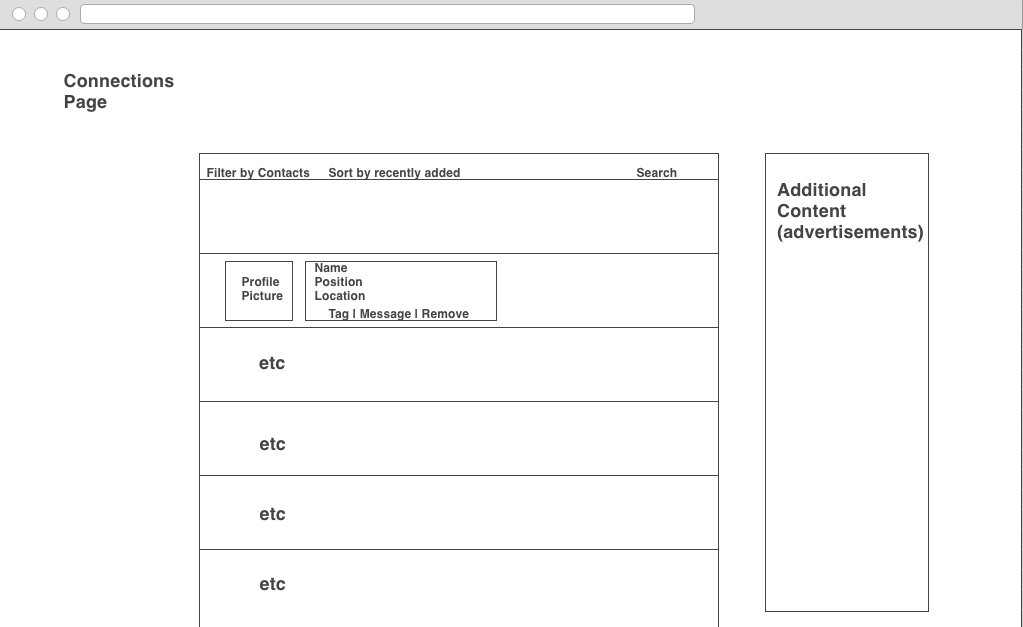 Connections
Page
Filter by Contacts Sort by recently added Search
Additional
Content
(advertisements)
Profile
Picture
Name
Position
Location
Tag | Message | Remove
etc
etc
etc
etc